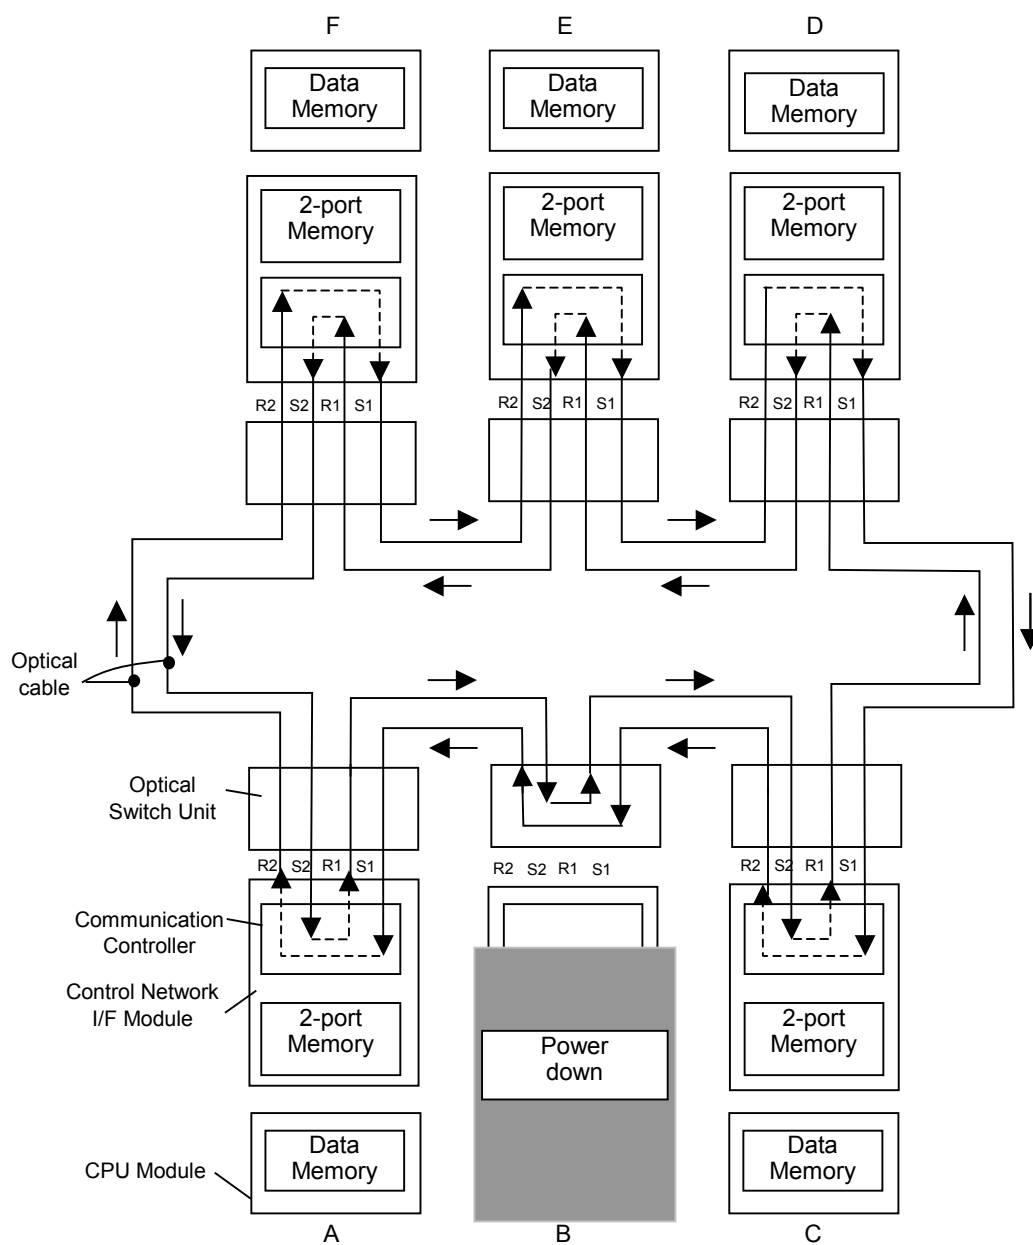 F E D
Data
Memory
Data
Memory
Data
Memory
2-port
Memory
2-port
Memory
2-port
Memory
R2 S2 R1 S1
R2 S2 R1 S1
R2 S2 R1 S1
Optical
cable
Optical
Switch Unit
R2 S2 R1 S1
R2 S2 R1 S1
R2 S2 R1 S1
Communication
Controller
Control Network
I/F Module
2-port
Memory
Power
down
2-port
Memory
CPU Module
Data
Memory
Data
Memory
A B C